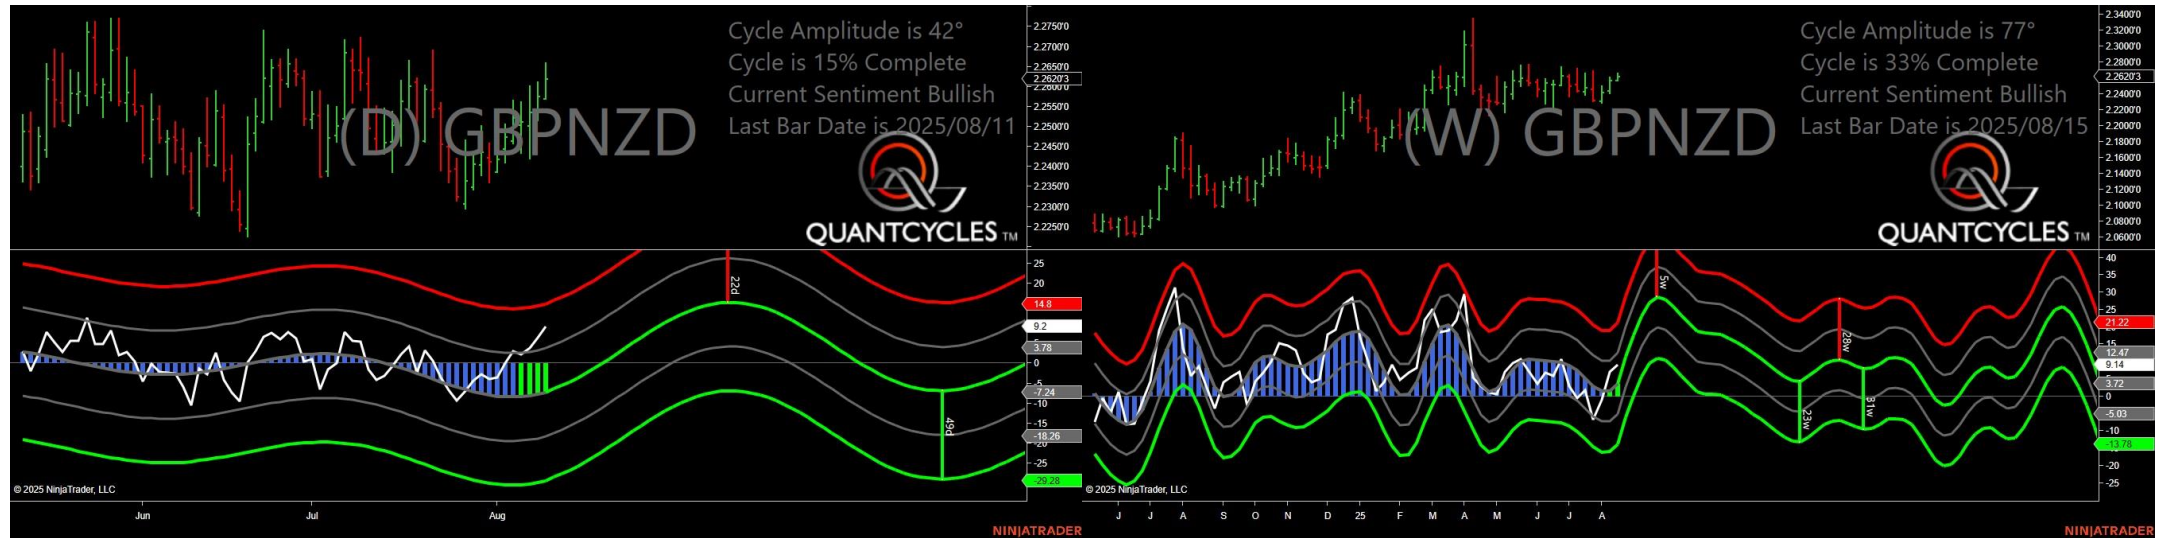 Cycle Amplitude is 42°
Cycle is 15% Complete
Current Sentiment Bullish
Last Bar Date is 2025/08/11
(D) GBPNZD
QUANTCYCLES TM
2.2750'0
2.2700'0
2.2650'0
2.2620'3
2.2600'0
2.2550'0
2.2500'0
2.2450'0
2.2400'0
2.2350'0
2.2300'0
2.2250'0
22d
49d
25
20
14.8
9.2
3.78
0
-7.24
-10
-15
-18.26
-25
-29.28
© 2025 NinjaTrader, LLC
Jun
Jul
Aug
NINJATRADER
Cycle Amplitude is 77°
Cycle is 33% Complete
Current Sentiment Bullish
Last Bar Date is 2025/08/15
(W) GBPNZD
QUANTCYCLES TM
2.3400'0
2.3200'0
2.3000'0
2.2800'0
2.2620'3
2.2400'0
2.2200'0
2.2000'0
2.1800'0
2.1600'0
2.1400'0
2.1200'0
2.1000'0
2.0800'0
2.0600'0
5w
23w
28w
31w
40
35
30
25
21.22
15
12.47
9.14
3.72
0
-5.03
-10
-13.78
-20
-25
© 2025 NinjaTrader, LLC
J
J
A
S
O
N
D
25
F
M
A
M
J
J
A
NINJATRADER